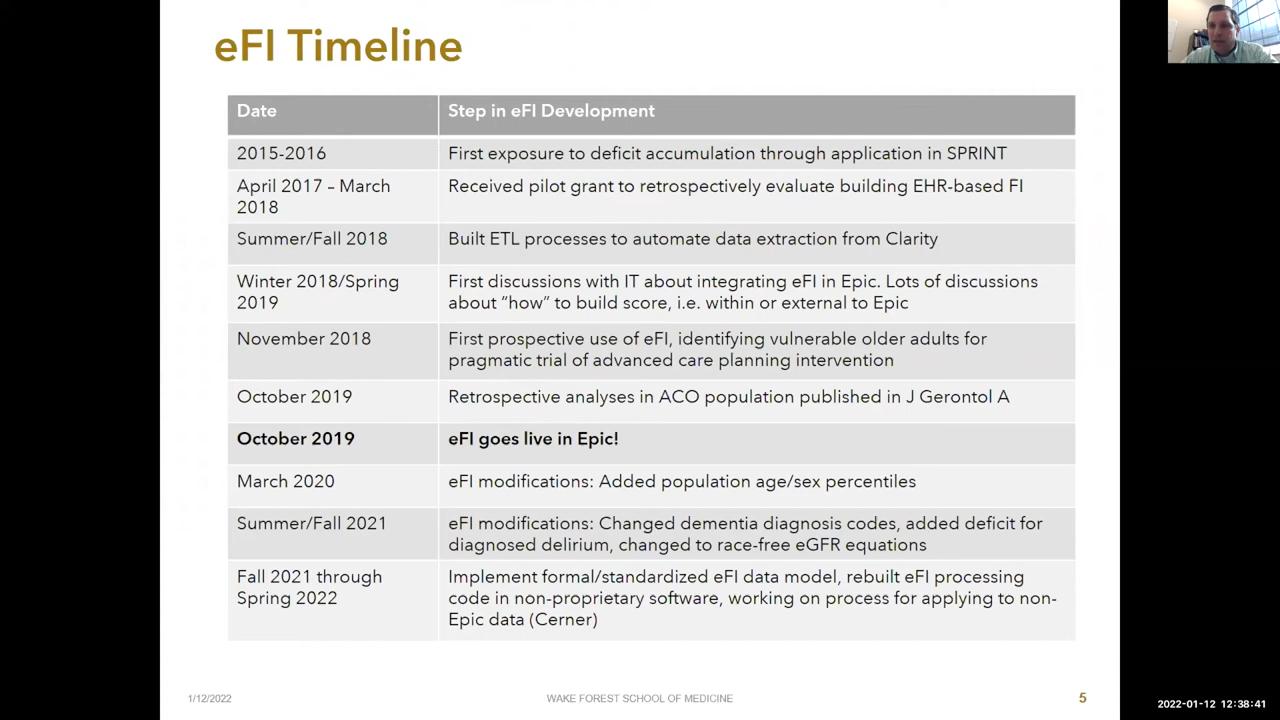 eFI Timeline
Date
Step in eFI Development
2015-2016
First exposure to deficit accumulation through application in SPRINT
April 2017 – March
2018
Received pilot grant to retrospectively evaluate building EHR-based FI
Summer/Fall 2018
Built ETL processes to automate data extraction from Clarity
Winter 2018/Spring
2019
First discussions with IT about integrating eFI in Epic. Lots of discussions
about “how” to build score, i.e. within or external to Epic
November 2018
First prospective use of eFI, identifying vulnerable older adults for
pragmatic trial of advanced care planning intervention
October 2019
Retrospective analyses in ACO population published in J Gerontol A
October 2019
eFI goes live in Epic!
March 2020
eFI modifications: Added population age/sex percentiles
Summer/Fall 2021
eFI modifications: Changed dementia diagnosis codes, added deficit for
diagnosed delirium, changed to race-free eGFR equations
Fall 2021 through
Spring 2022
Implement formal/standardized eFI data model, rebuilt eFI processing
code in non-proprietary software, working on process for applying to non-
Epic data (Cerner)
1/12/2022
WAKE FOREST SCHOOL OF MEDICINE
5
2022-01-12 12:38:41